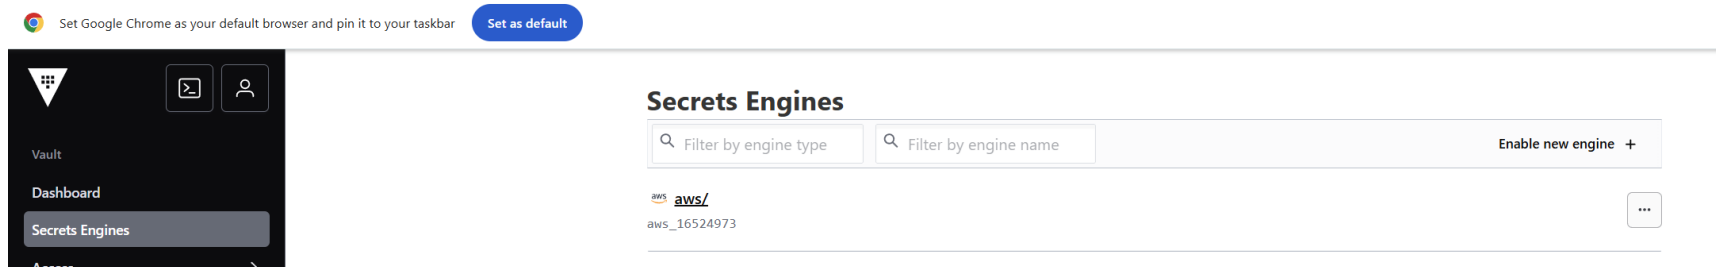 Set Google Chrome as your default browser and pin it to your taskbar Set as default
Vault
Dashboard
Secrets Engines
Access
Secrets Engines
Filter by engine type Filter by engine name Enable new engine +
aws aws/
aws_16524973